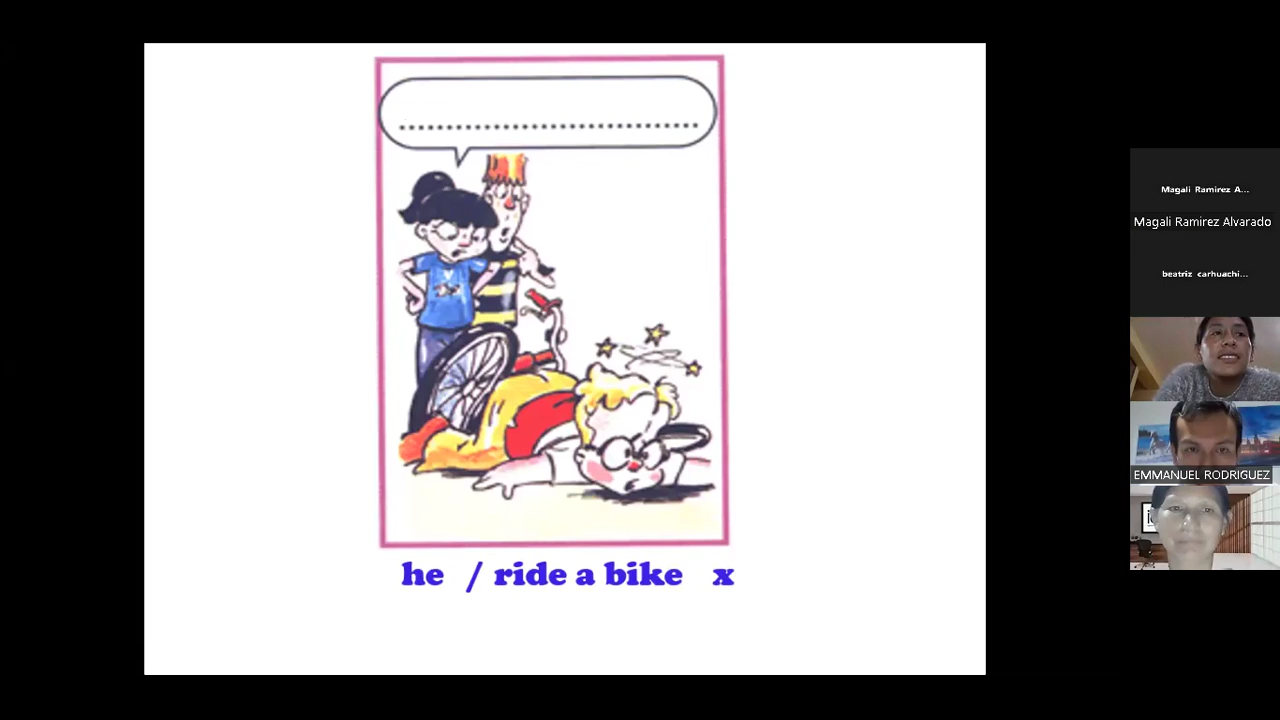 he / ride a bike x
Magali Ramirez A...
Magali Ramirez Alvarado
beatriz carhuachi...
EMMANUEL RODRIGUEZ